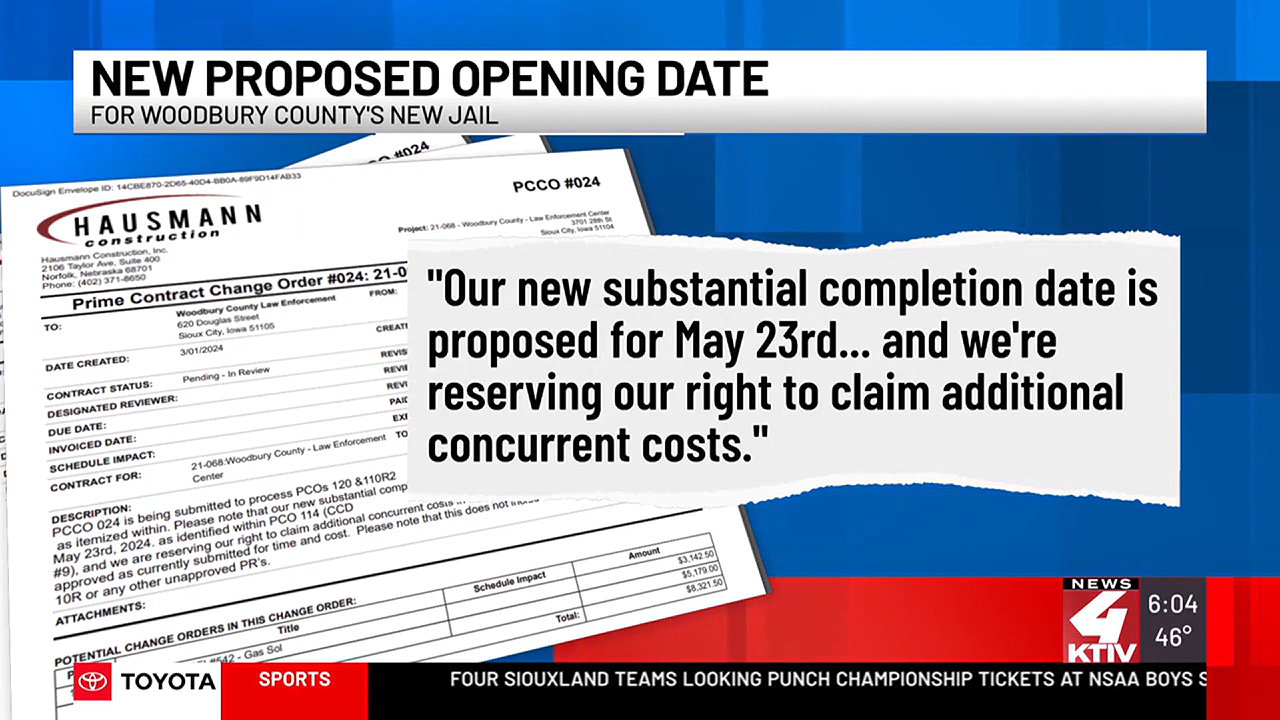 NEW PROPOSED OPENING DATE
FOR WOODBURY COUNTY'S NEW JAIL
#024
DocuSign Envelope ID: 14CBE870-2D65-40D4-BB0A-89F9D14FAB33
PCCO #024
HAUSMANN
construction
Hausmann Construction, Inc.
2106 Taylor Ave, Suite 400
Norfolk, Nebraska 68701
Phone: (402) 371-8650
Project: 21-068 - Woodbury County - Law Enforcement Center
3701 28th St
Sioux City, Iowa 51104
Prime Contract Change Order #024: 21-0
TO:
Woodbury County Law Enforcement
620 Douglas Street
Sioux City, Iowa 51105
FROM:
DATE CREATED:
3/01/2024
CREAT
CONTRACT STATUS:
Pending - In Review
REVIS
DESIGNATED REVIEWER:
REVI
DUE DATE:
REVI
INVOICED DATE:
PAID
SCHEDULE IMPACT:
EX
CONTRACT FOR:
21-068:Woodbury County - Law Enforcement
Center
TO
DESCRIPTION:
PCCO 024 is being submitted to process PCOs 120 &110R2
as itemized within. Please note that our new substantial comp
May 23rd, 2024. as identified within PCO 114 (CCD
#9), and we are reserving our right to claim additional concurrent costs
approved as currently submitted for time and cost. Please note that this does not
10R or any other unapproved PR's.
ATTACHMENTS:
POTENTIAL CHANGE ORDERS IN THIS CHANGE ORDER:
Title
Schedule Impact
Amount
$3,142.50
$5,179.00
Total:
$8,321.50
#542 - Gas Sol
"Our new substantial completion date is
proposed for May 23rd... and we're
reserving our right to claim additional
concurrent costs."
NEWS
4
KTIV
6:04
46°
TOYOTA
SPORTS
FOUR SIOUXLAND TEAMS LOOKING PUNCH CHAMPIONSHIP TICKETS AT NSAA BOYS S